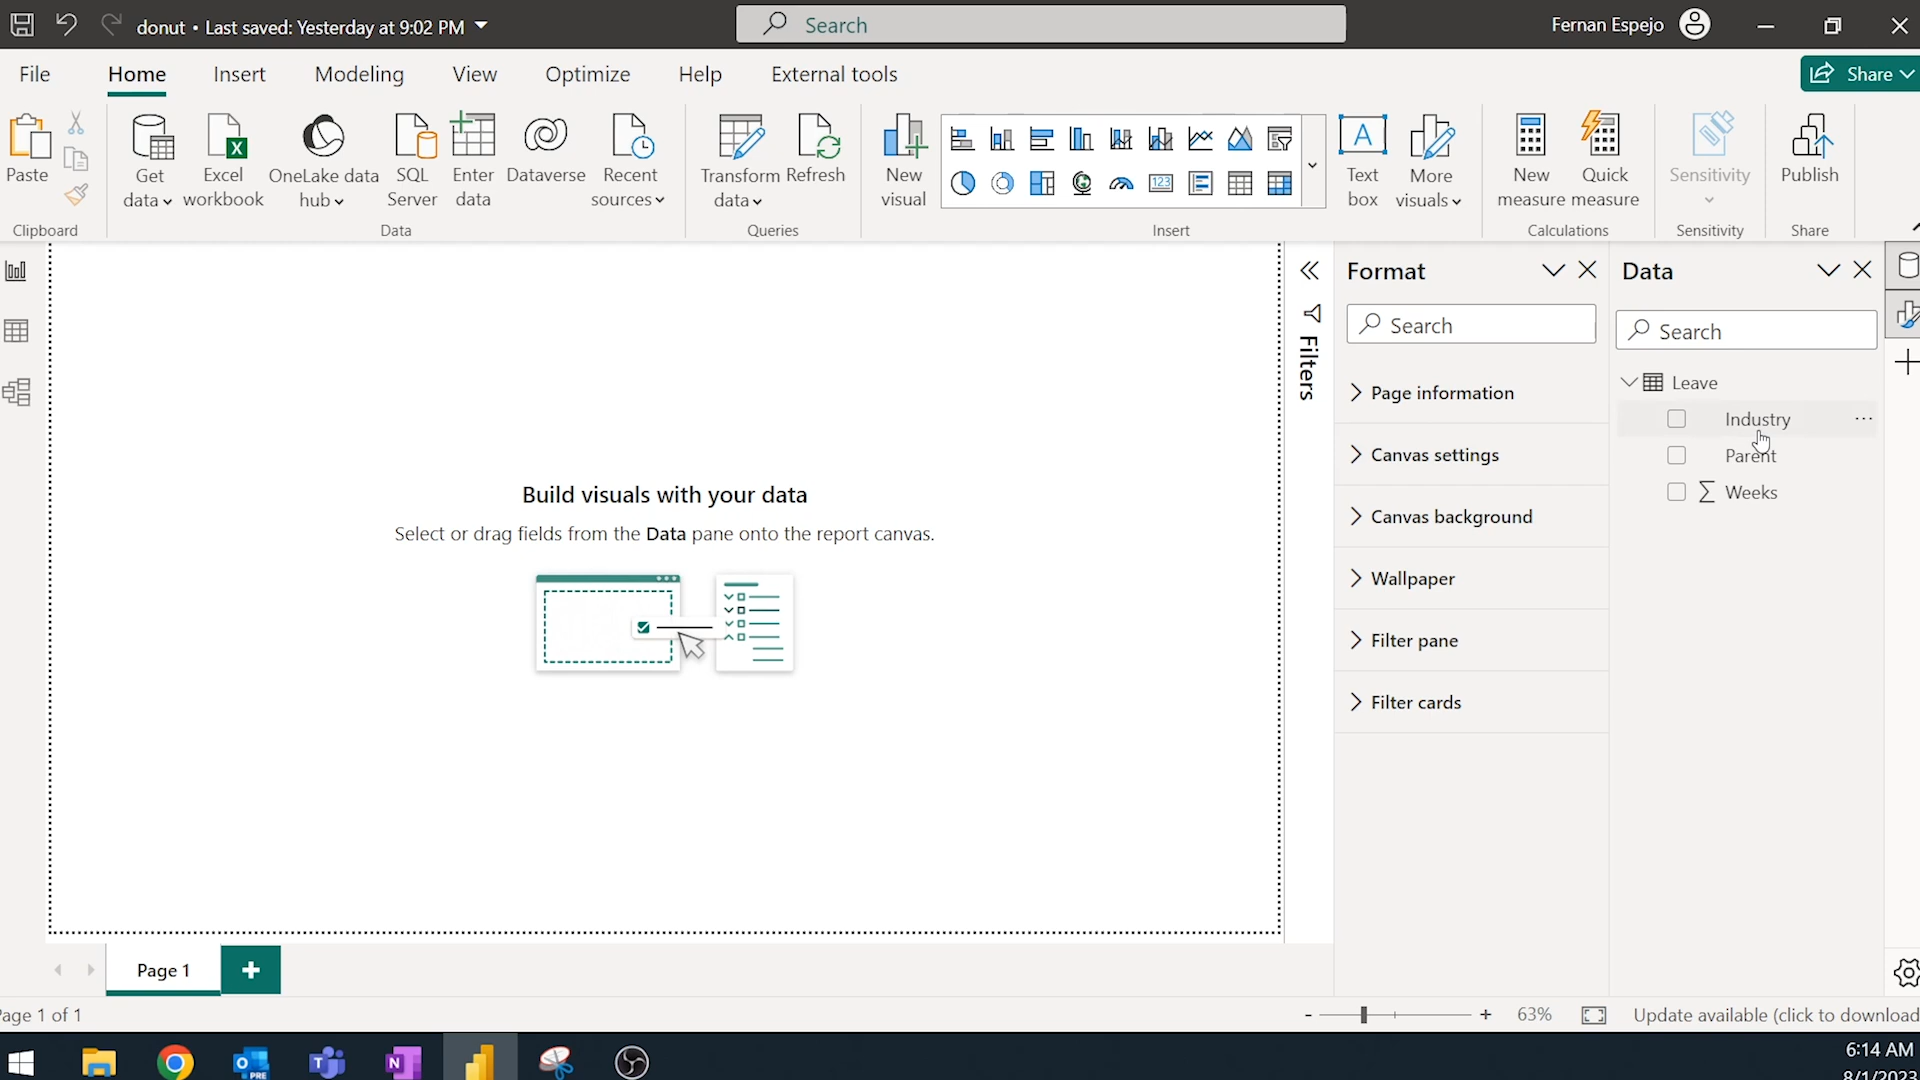 donut • Last saved: Yesterday at 9:02 PM
Search
Fernan Espejo
File
Home
Insert
Modeling
View
Optimize
Help
External tools
Share
Paste
Get data
Excel workbook
OneLake data hub
SQL Server
Enter data
Dataverse
Recent sources
Transform data
Refresh
New visual
123
A
Text box
More visuals
New measure
Quick measure
Sensitivity
Publish
Clipboard
Data
Queries
Insert
Calculations
Sensitivity
Share
Filters
Format
Search
Page information
Canvas settings
Canvas background
Wallpaper
Filter pane
Filter cards
Data
Search
Leave
Industry
Parent
Weeks
Build visuals with your data
Select or drag fields from the Data pane onto the report canvas.
Page 1
Page 1 of 1
63%
Update available (click to download
6:14 AM
8/1/2023